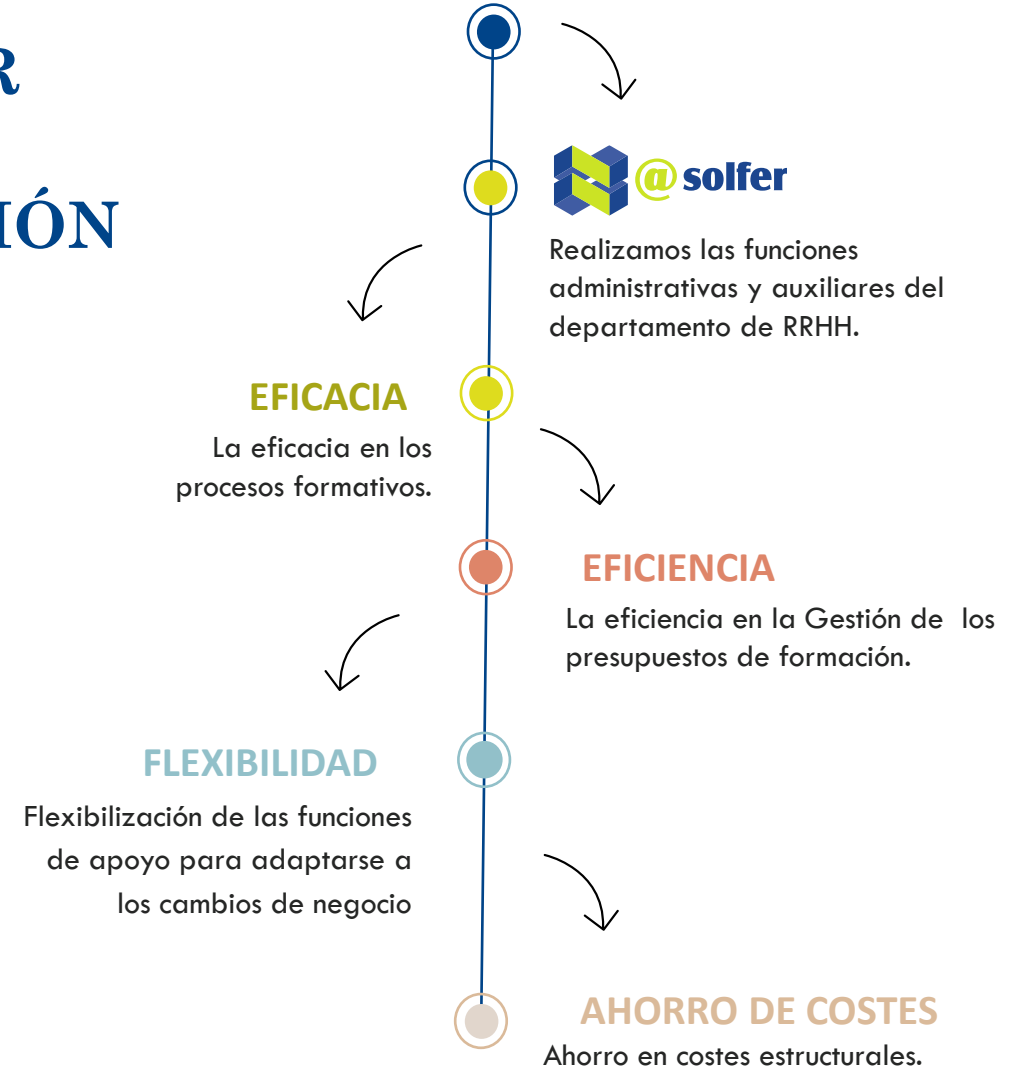 R
IÓN
@solfer
Realizamos las funciones
administrativas y auxiliares del
departamento de RRHH.
EFICACIA
La eficacia en los
procesos formativos.
EFICIENCIA
La eficiencia en la Gestión de  los
presupuestos de formación.
FLEXIBILIDAD
Flexibilización de las funciones
de apoyo para adaptarse a
los cambios de negocio
AHORRO DE COSTES
Ahorro en costes estructurales.